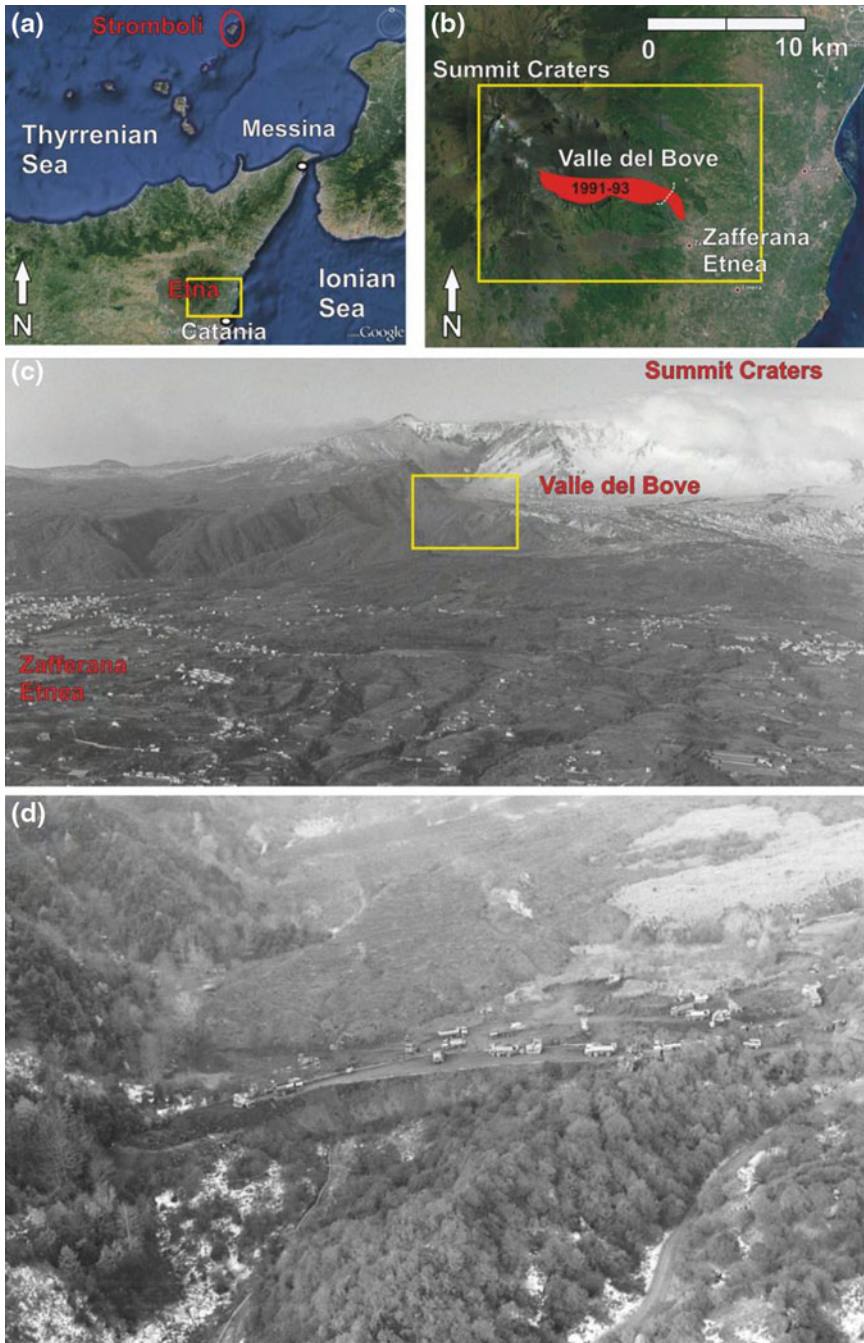 (a)
Stromboli
Thyrrenian
Sea
Messina
Etna
Ionian
Sea
N
Catania
Google
(b)
0 10 km
Summit Craters
Valle del Bove
1991-93
Zafferana
Etnea
N
(c)
Summit Craters
Valle del Bove
Zafferana
Etnea
(d)